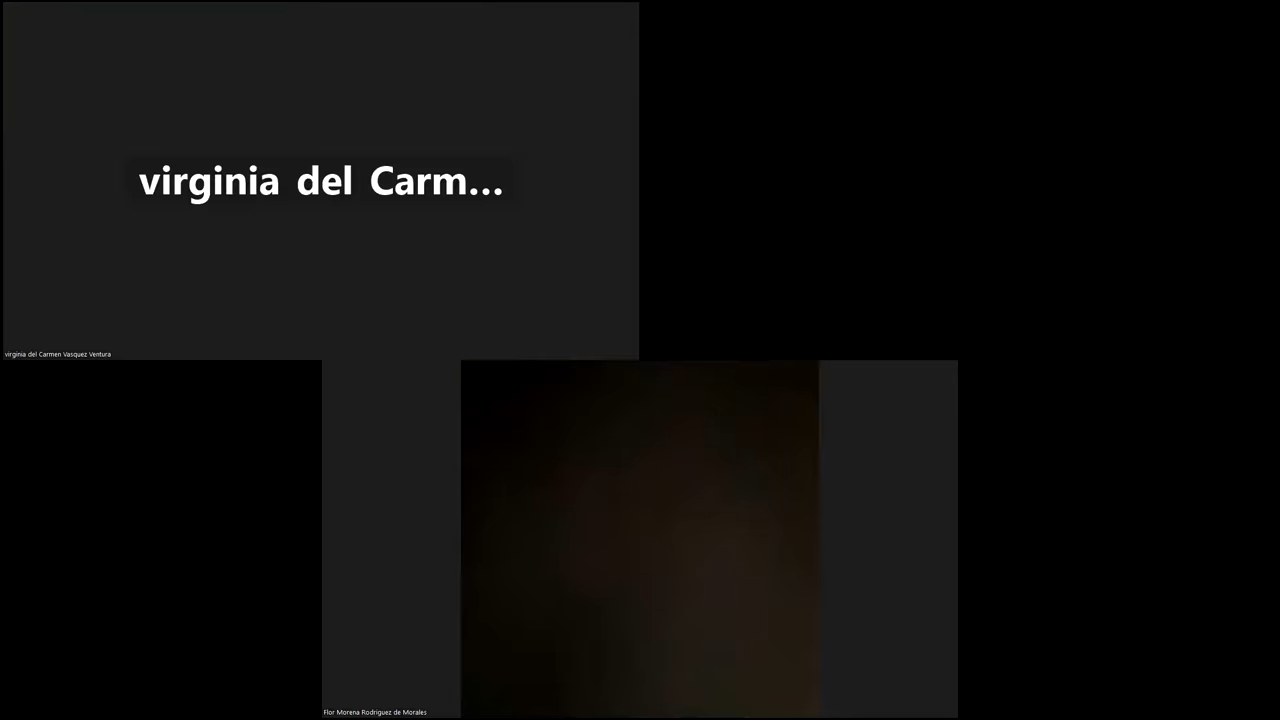 virginia del Carm...
virginia del Carmen Vasquez Ventura
Flor Morena Rodriguez de Morales